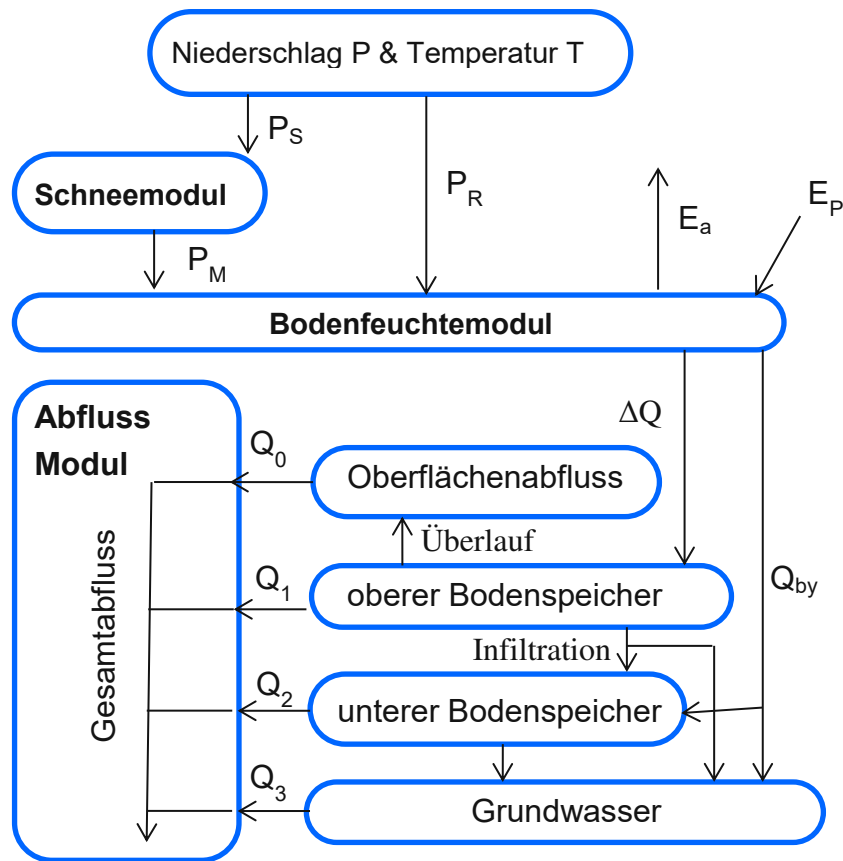 Niederschlag P & Temperatur T
P_S
Schneemodul
P_R
E_a
E_P
P_M
Bodenfeuchtemodul
Abfluss
Modul
ΔQ
Q_0
Oberflächenabfluss
Überlauf
Gesamtabfluss
Q_1
oberer Bodenspeicher
Q_by
Infiltration
Q_2
unterer Bodenspeicher
Q_3
Grundwasser